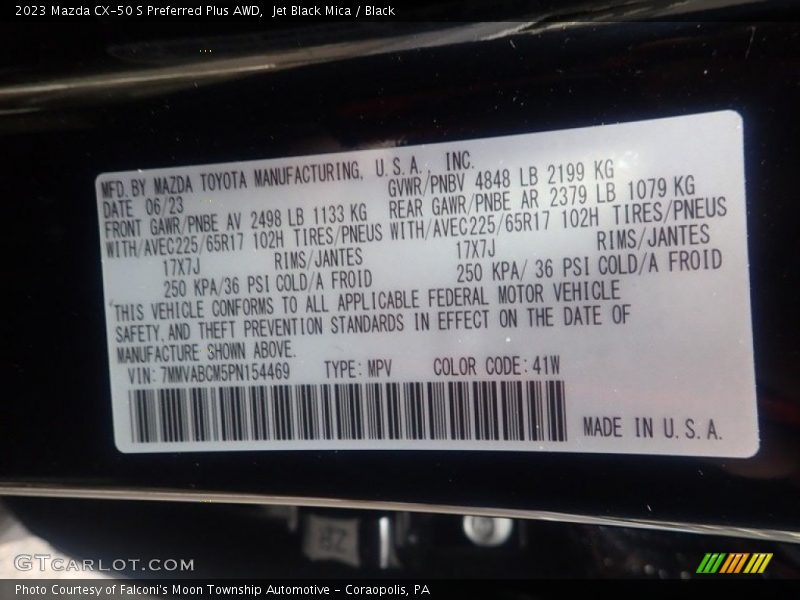 2023 Mazda CX-50 S Preferred Plus AWD,  Jet Black Mica / Black
MFD. BY MAZDA TOYOTA MANUFACTURING, U.S.A., INC.
DATE 06/23 GVWR/PNBV 4848 LB 2199 KG
FRONT GAWR/PNBE AV 2498 LB 1133 KG REAR GAWR/PNBE AR 2379 LB 1079 KG
WITH/AVEC225/65R17 102H TIRES/PNEUS WITH/AVEC225/65R17 102H TIRES/PNEUS
17X7J RIMS/JANTES 17X7J RIMS/JANTES
250 KPA/36 PSI COLD/A FROID 250 KPA/ 36 PSI COLD/A FROID
THIS VEHICLE CONFORMS TO ALL APPLICABLE FEDERAL MOTOR VEHICLE
SAFETY, AND THEFT PREVENTION STANDARDS IN EFFECT ON THE DATE OF
MANUFACTURE SHOWN ABOVE.
VIN: 7MMVABCM5PN154469 TYPE: MPV COLOR CODE: 41W
MADE IN U.S.A.
GTCARLOT.COM
Photo Courtesy of Falconi's Moon Township Automotive - Coraopolis, PA